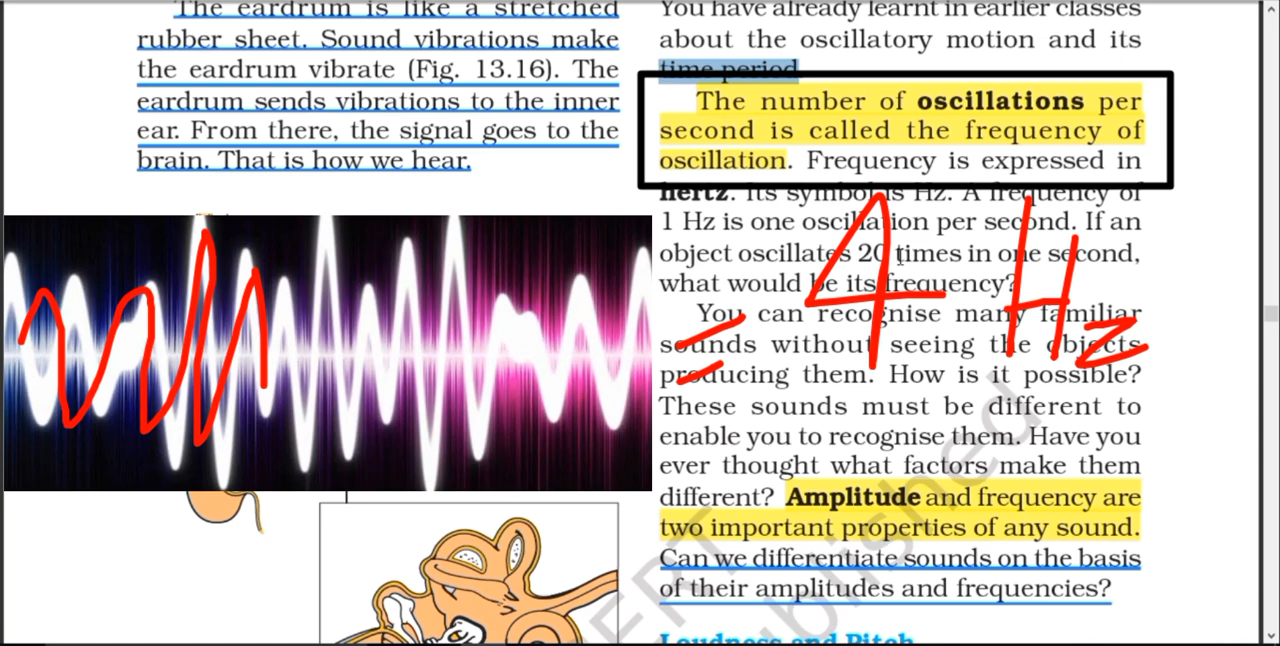 The eardrum is like a stretched
rubber sheet. Sound vibrations make
the eardrum vibrate (Fig. 13.16). The
eardrum sends vibrations to the inner
ear. From there, the signal goes to the
brain. That is how we hear.
You have already learnt in earlier classes
about the oscillatory motion and its
time period.
The number of oscillations per
second is called the frequency of
oscillation. Frequency is expressed in
hertz. Its symbol is Hz. A frequency of
1 Hz is one oscillation per second. If an
object oscillates 20 times in one second,
what would be its frequency?
= 4 Hz
You can recognise many familiar
sounds without seeing the objects
producing them. How is it possible?
These sounds must be different to
enable you to recognise them. Have you
ever thought what factors make them
different? Amplitude and frequency are
two important properties of any sound.
Can we differentiate sounds on the basis
of their amplitudes and frequencies?
Loudness and Pitch